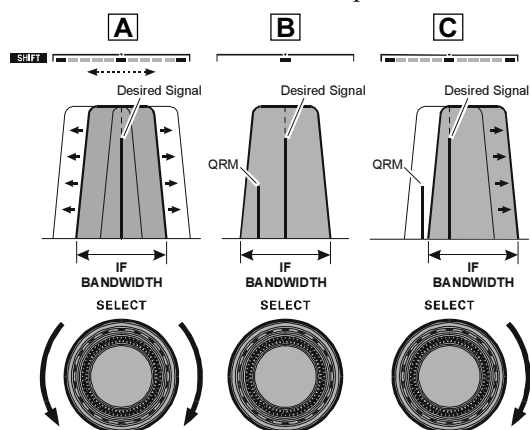 A
B
C
SHIFT
Desired Signal
Desired Signal
Desired Signal
QRM
QRM
IF
BANDWIDTH
IF
BANDWIDTH
IF
BANDWIDTH
SELECT
SELECT
SELECT